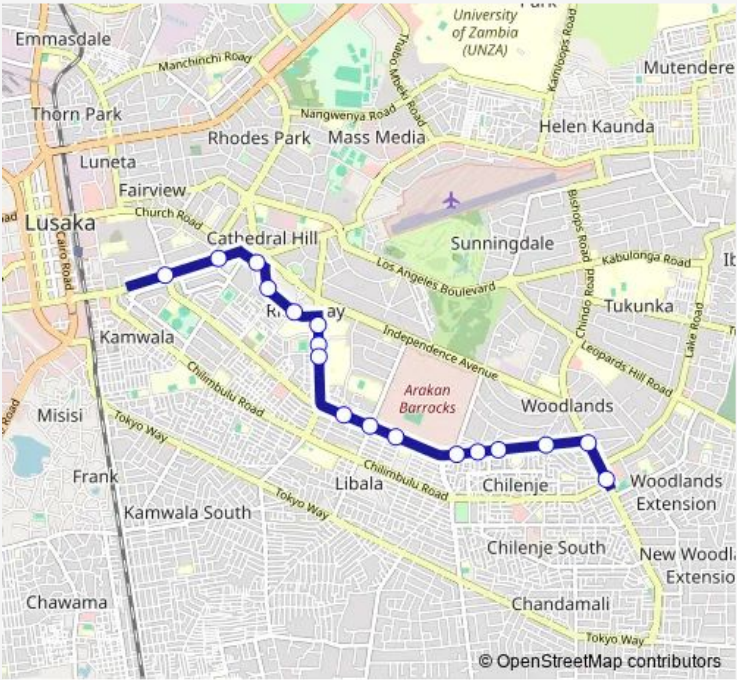 Park
University
of Zambia
(UNZA)
Emmasdale
Manchinchi Road
Thabo Mbeki Road
Kamloops Road
Mutendere
Thorn Park
Nangwenya Road
Rhodes Park
Mass Media
Helen Kaunda
Luneta
Fairview
Church Road
Lusaka
Cairo Road
oad
Cathedral Hill
Sunningdale
Bishops Road
Kabulonga Road
Los Angeles Boulevard
Chindo Road
Tukunka
Lake Road
Kamwala
Independence Avenue
Leopards Hill Road
Chilimbulu Road
Arakan
Barracks
Woodlands
Misisi
Tokyo Way
Road
Frank
Libala
Chilimbulu Road
Chilenje
Woodlands
Extension
Kamwala South
Tokyo Way
Chilenje South
New Woodla
Extensio
Chawama
Chandamali
Tokyo Way
© OpenStreetMap contributors